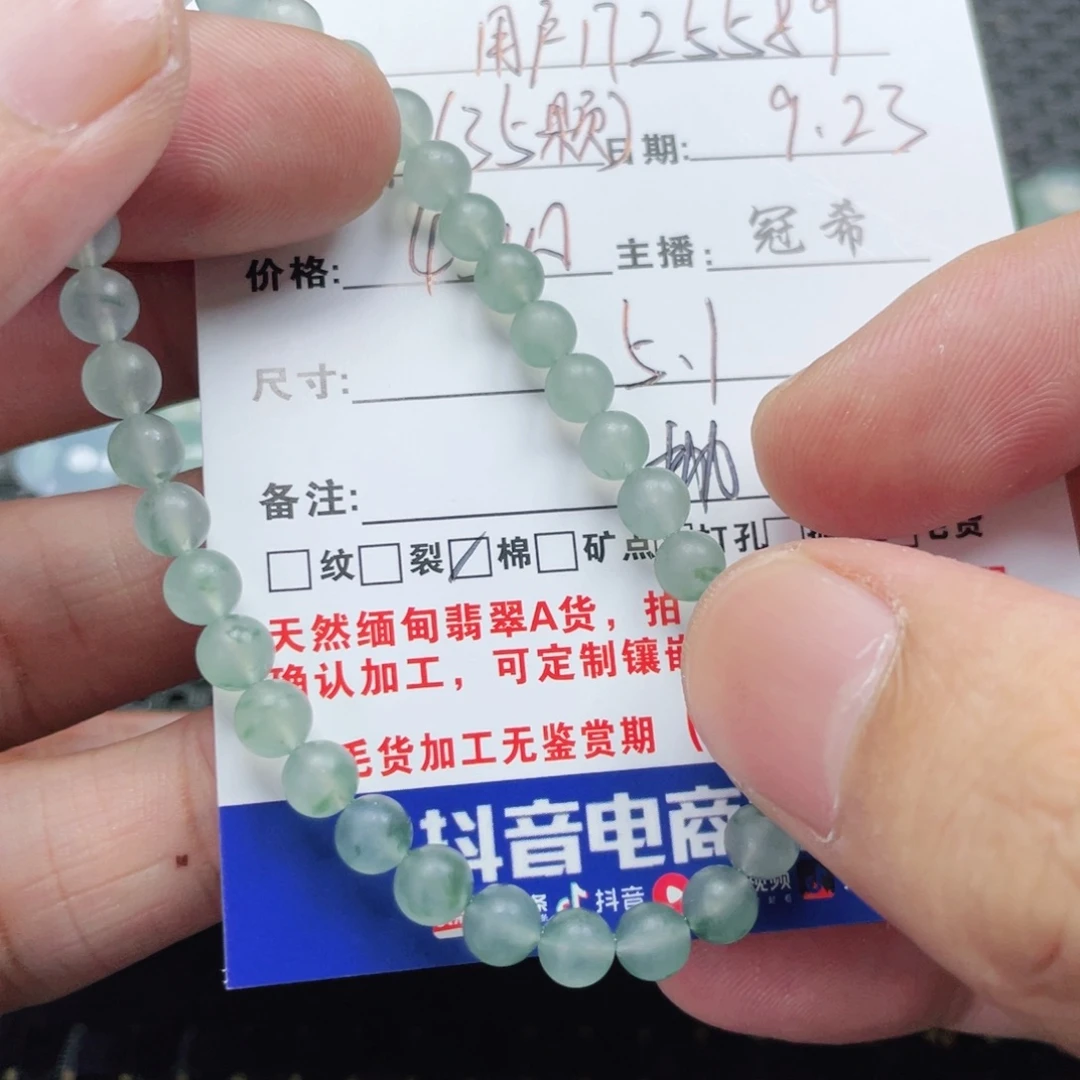 用户1725589
(35颗) 日期: 9.23
价格: 主播: 冠希
尺寸: 5.1
备注:
纹 裂 棉 矿点 打孔
天然缅甸翡翠A货，拍
确认加工，可定制镶嵌
毛货加工无鉴赏期（
抖音电商
抖音